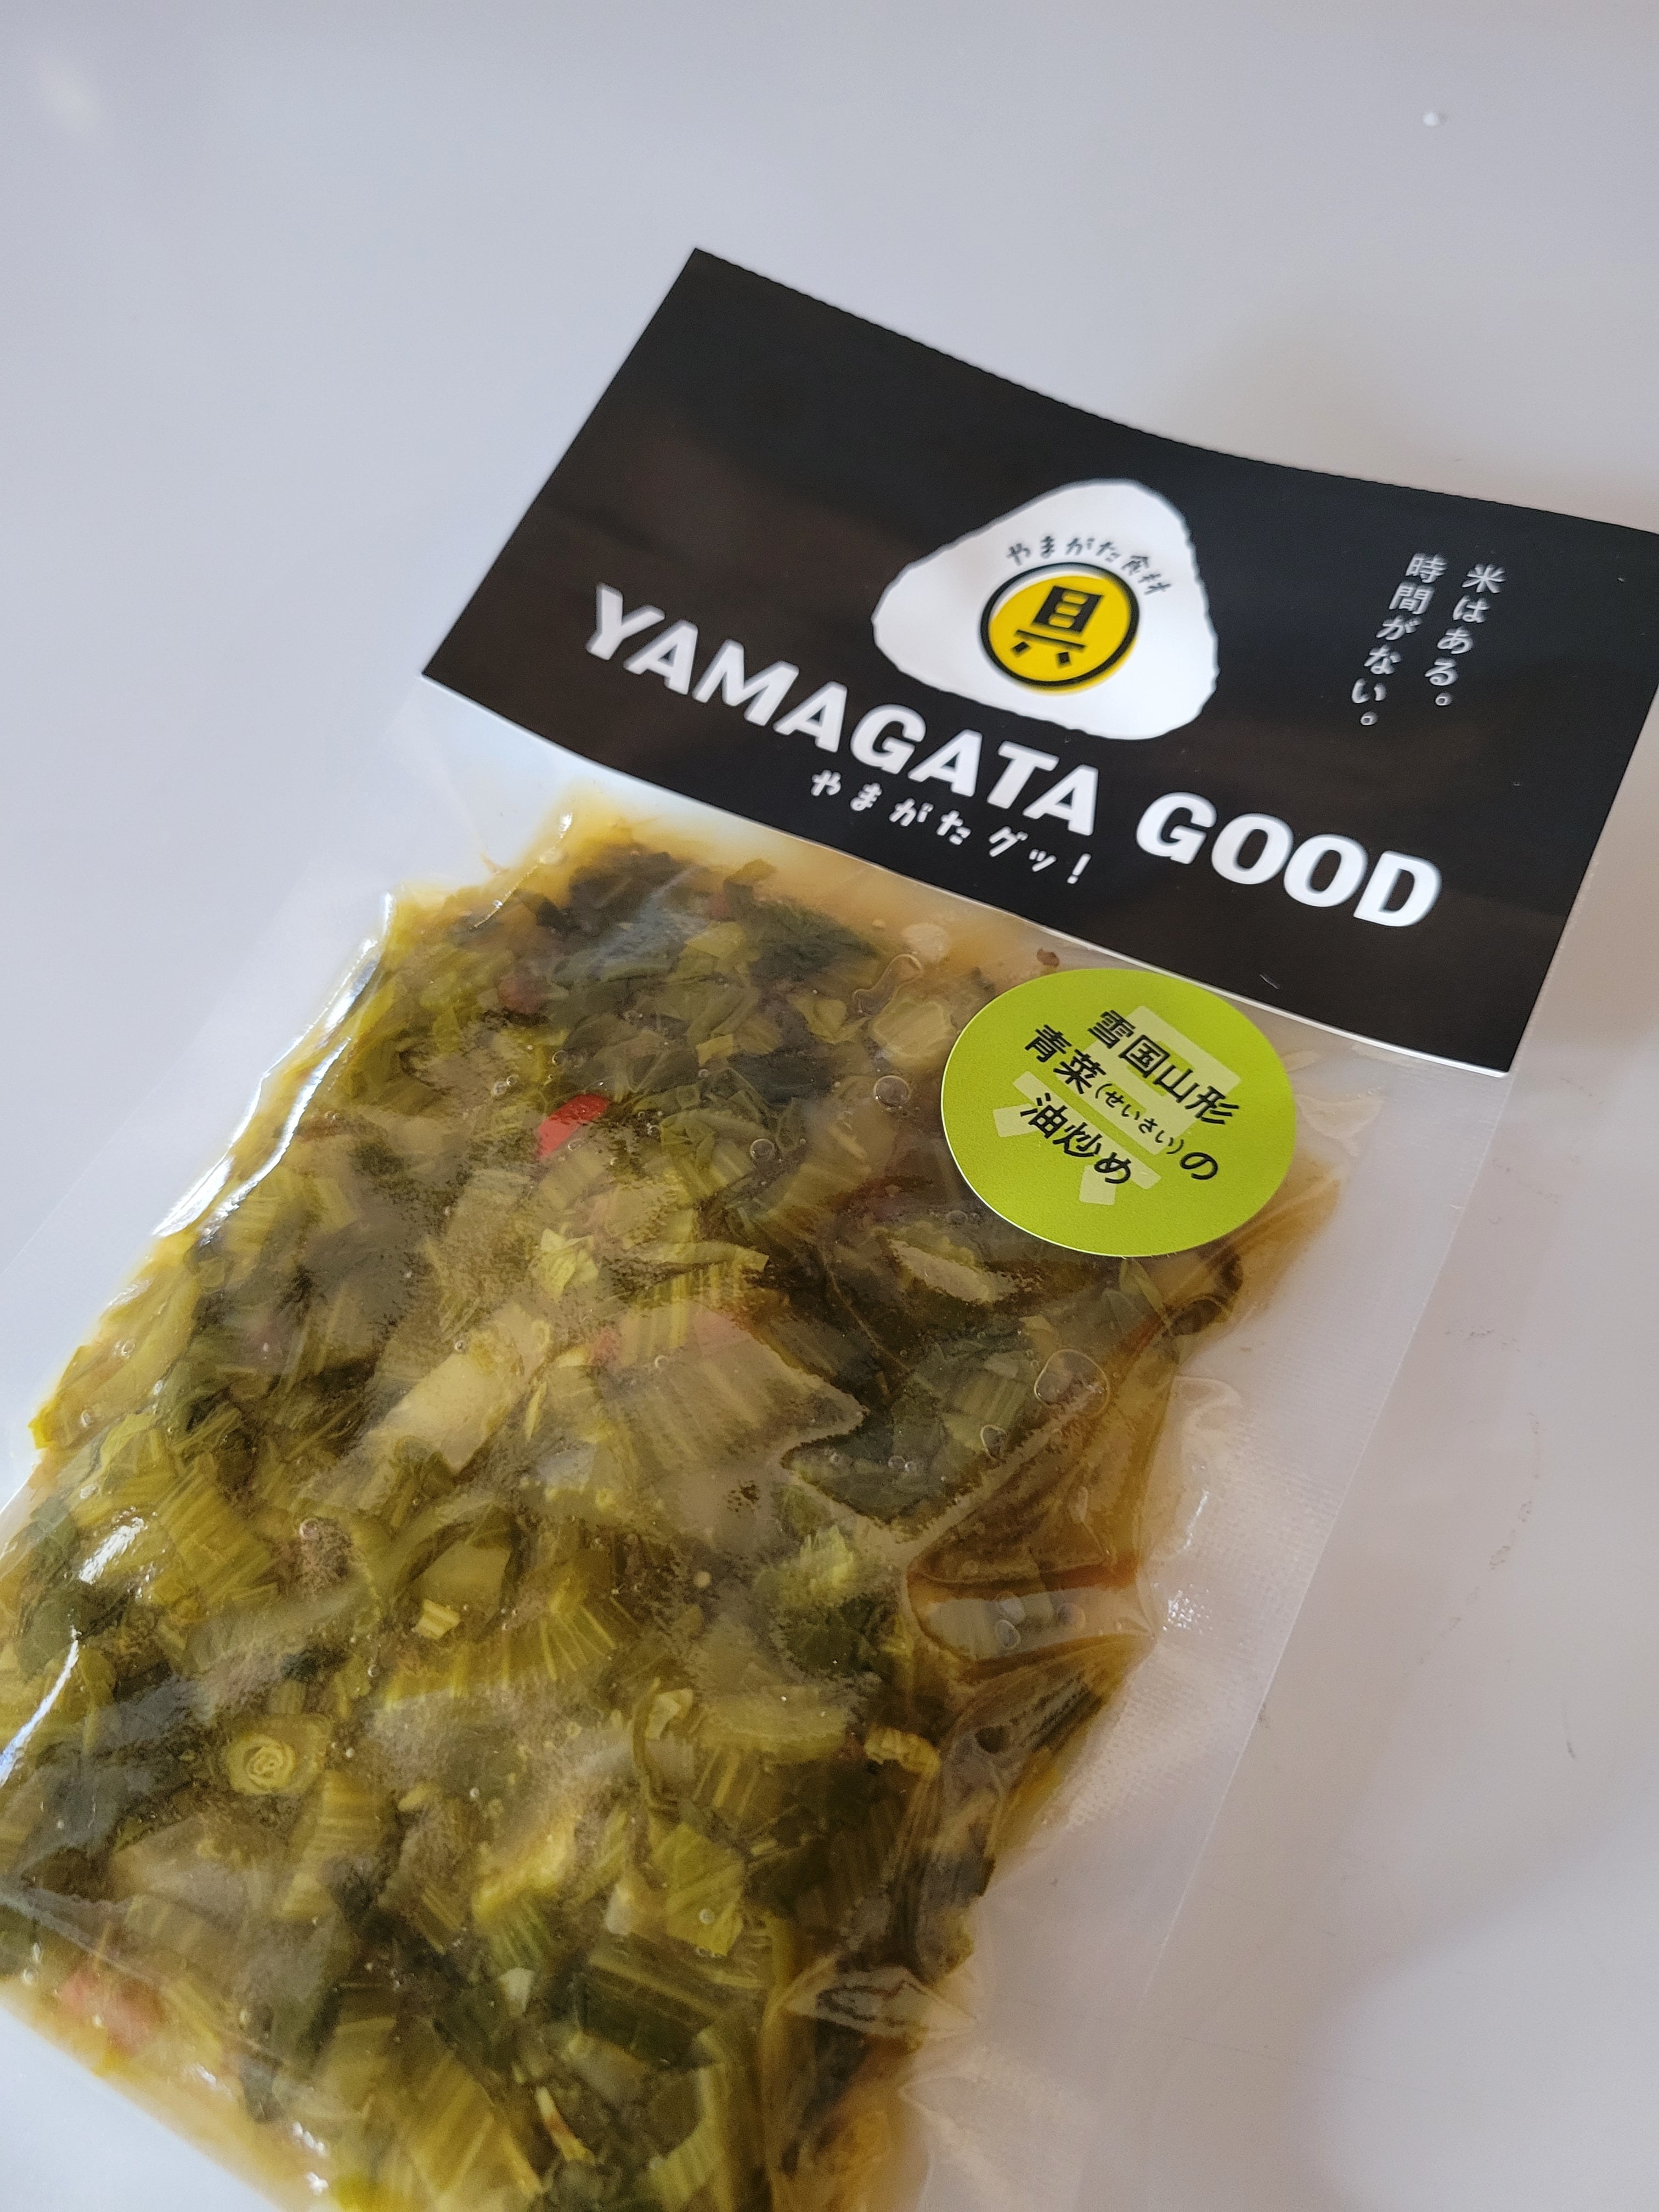 やまがた食材
具
米はある。
時間がない。
YAMAGATA GOOD
やまがたグッ!
雪国山形
青菜(せいさい)の
油炒め